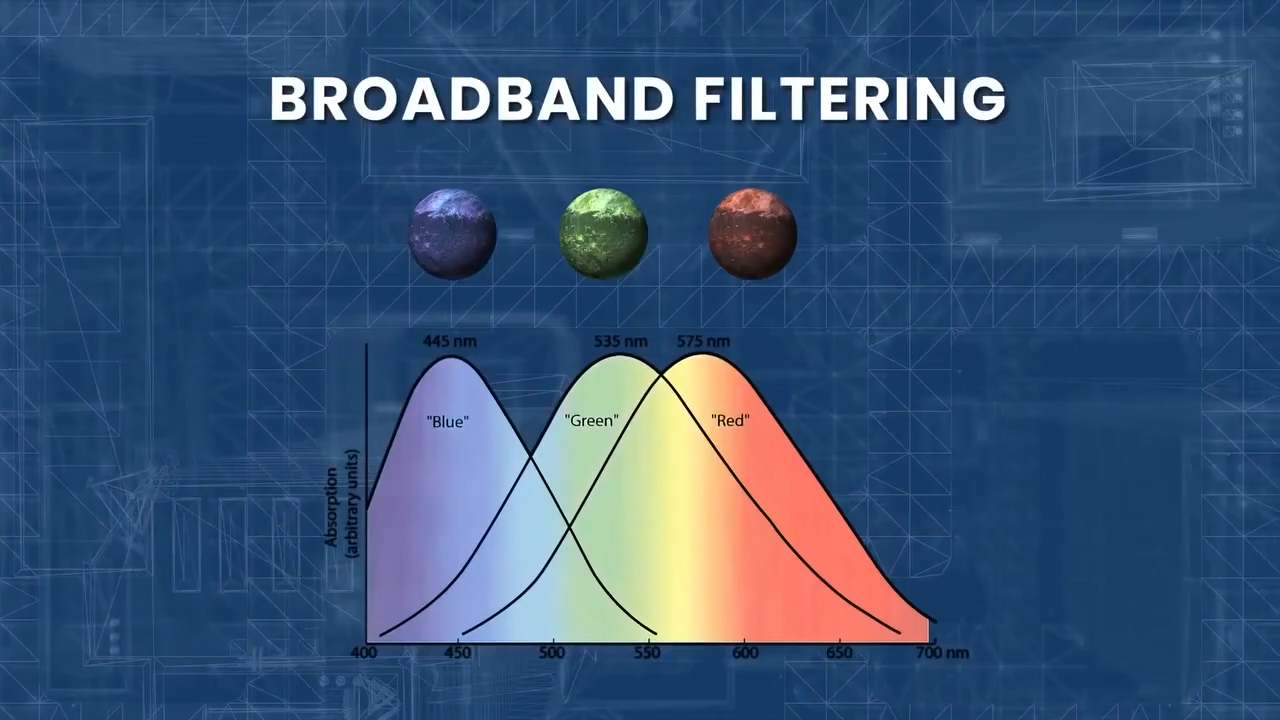 BROADBAND FILTERING
445 nm 535 nm 575 nm
"Blue" "Green" "Red"
Absorption
(arbitrary units)
400 450 500 550 600 650 700 nm